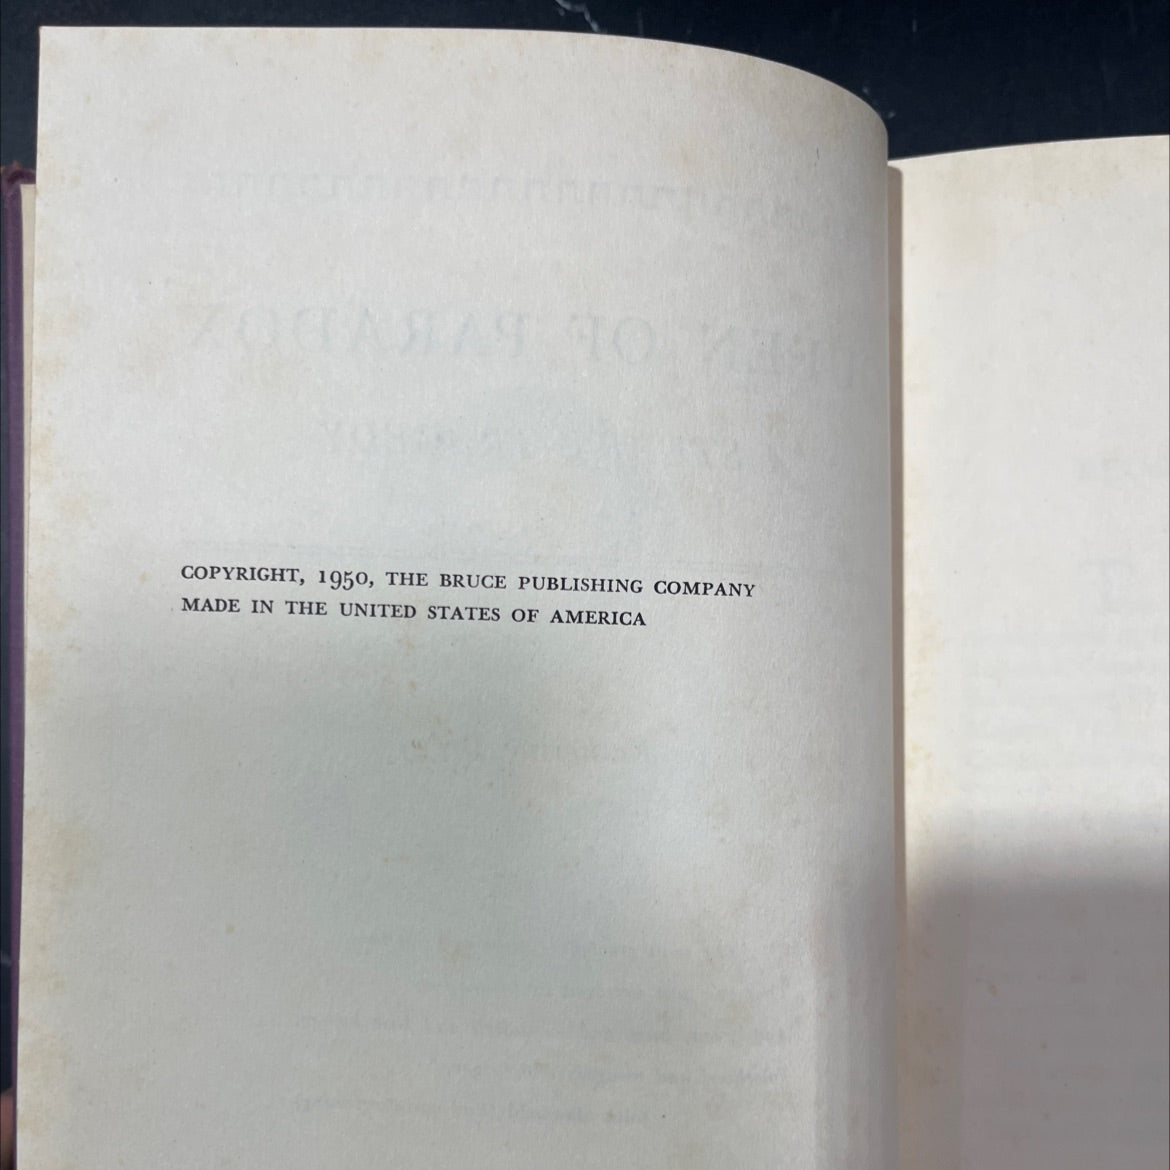 COPYRIGHT, 1950, THE BRUCE PUBLISHING COMPANY
MADE IN THE UNITED STATES OF AMERICA